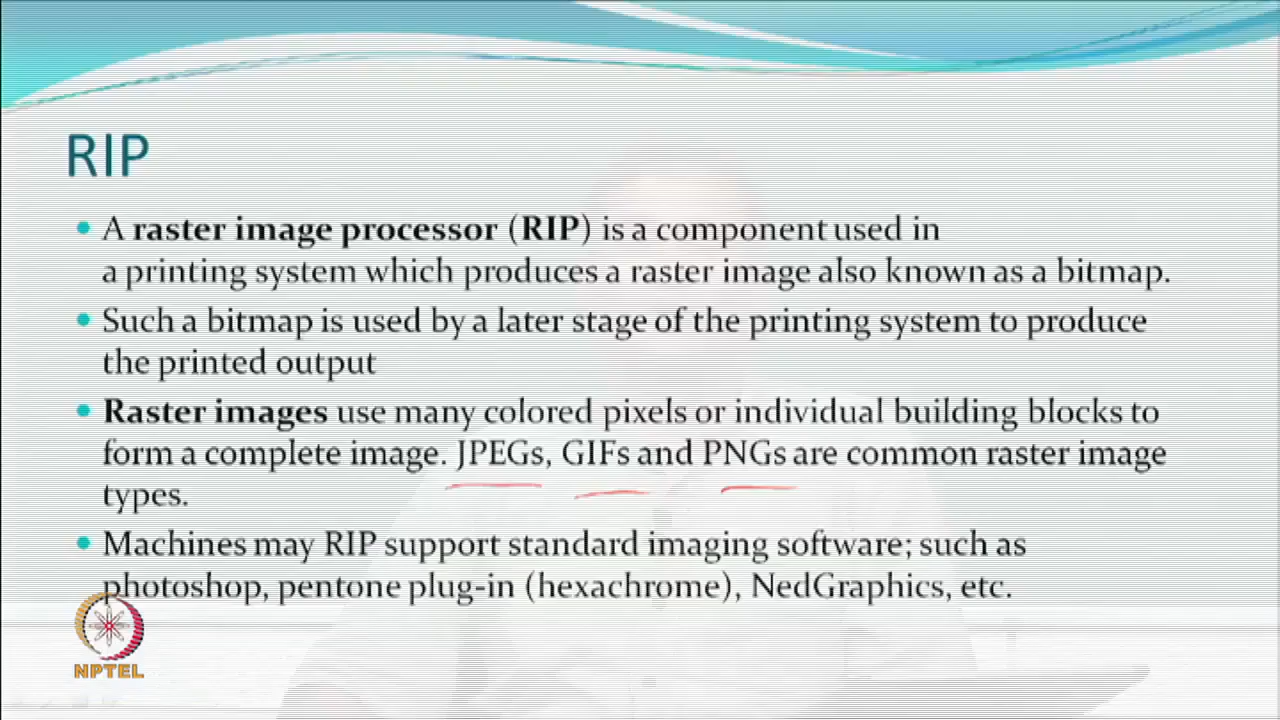 RIP
A raster image processor (RIP) is a component used in
a printing system which produces a raster image also known as a bitmap.
Such a bitmap is used by a later stage of the printing system to produce
the printed output
Raster images use many colored pixels or individual building blocks to
form a complete image. JPEGs, GIFs and PNGs are common raster image
types.
Machines may RIP support standard imaging software; such as
photoshop, pentone plug-in (hexachrome), NedGraphics, etc.
NPTEL